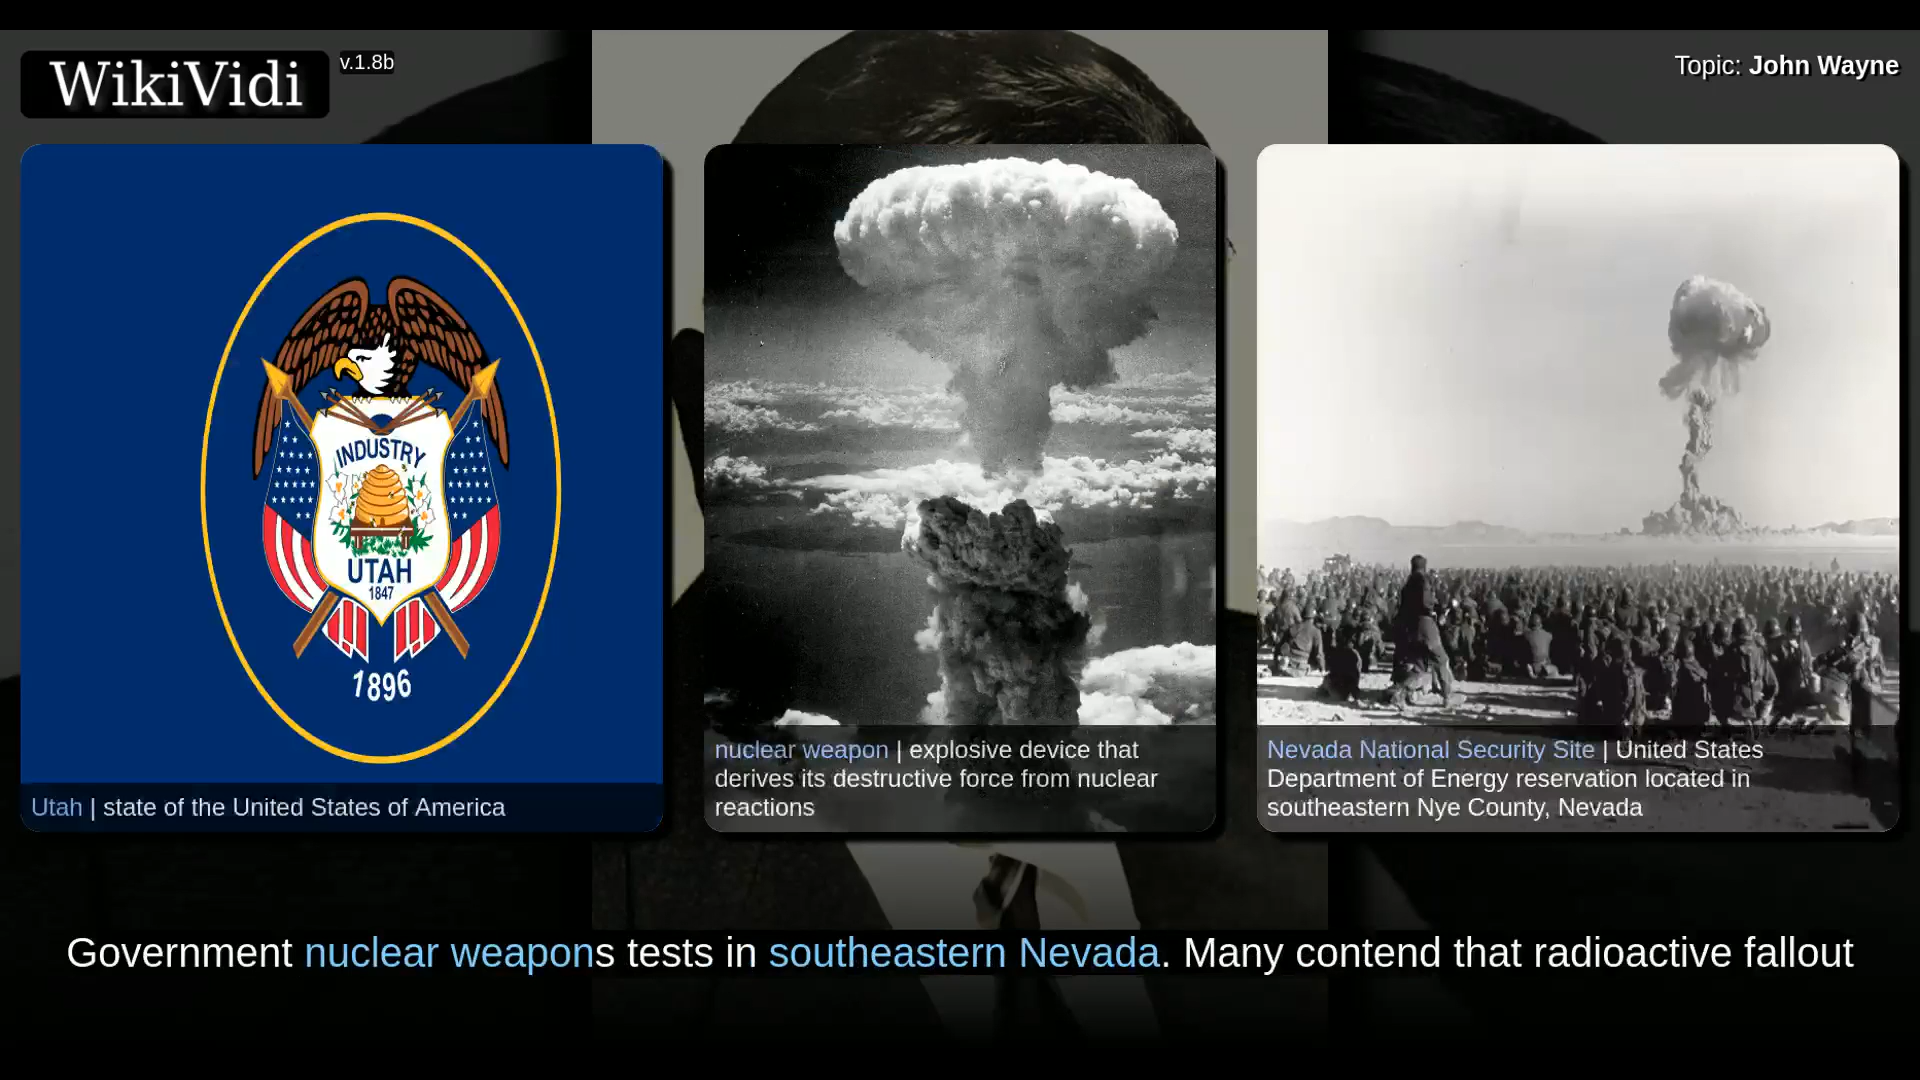 WikiVidi
v.1.8b
Topic: John Wayne
INDUSTRY
UTAH
1847
1896
Utah | state of the United States of America
nuclear weapon | explosive device that
derives its destructive force from nuclear
reactions
Nevada National Security Site | United States
Department of Energy reservation located in
southeastern Nye County, Nevada
Government nuclear weapons tests in southeastern Nevada. Many contend that radioactive fallout